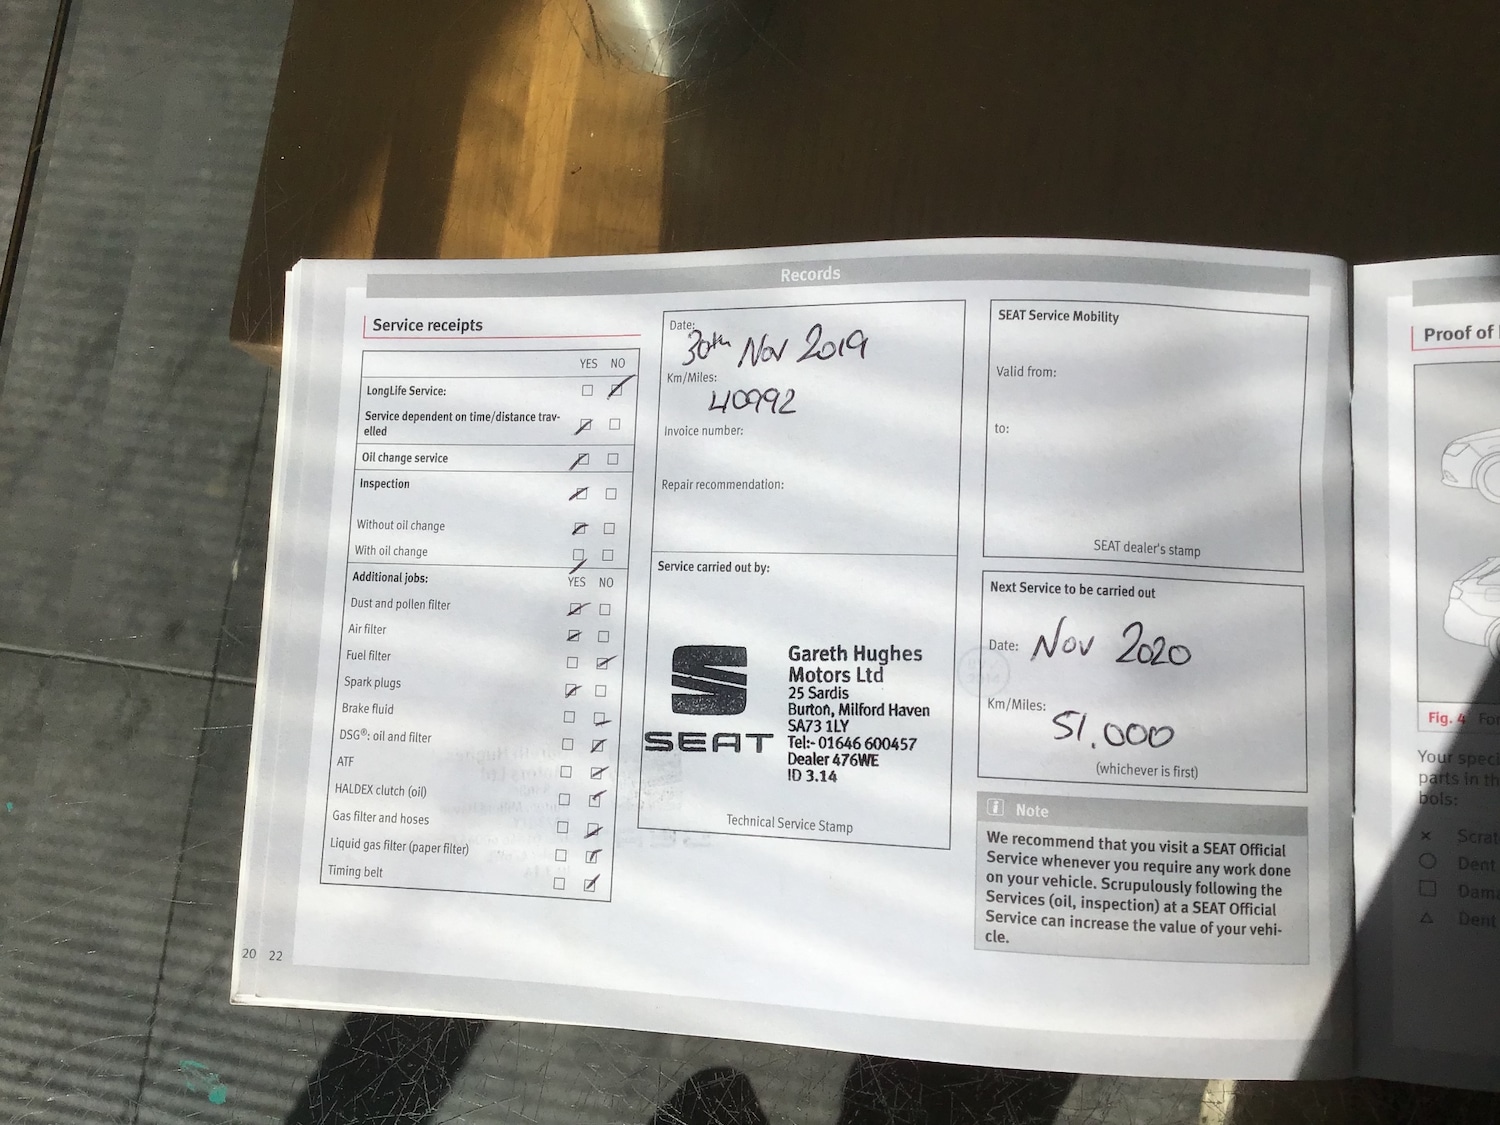 Records
Service receipts
YES NO
LongLife Service:
Service dependent on time/distance trav-
elled
Oil change service
Inspection
Without oil change
With oil change
Additional jobs:
YES NO
Dust and pollen filter
Air filter
Fuel filter
Spark plugs
Brake fluid
DSG®: oil and filter
ATF
HALDEX clutch (oil)
Gas filter and hoses
Liquid gas filter (paper filter)
Timing belt
20 22
Date:
30th Nov 2019
Km/Miles:
40992
Invoice number:
Repair recommendation:
Service carried out by:
SEAT
Gareth Hughes
Motors Ltd
25 Sardis
Burton, Milford Haven
SA73 1LY
Tel:- 01646 600457
Dealer 476WE
ID 3.14
Technical Service Stamp
SEAT Service Mobility
Valid from:
to:
SEAT dealer's stamp
Next Service to be carried out
Date: Nov 2020
Km/Miles:
51.000
(whichever is first)
i Note
We recommend that you visit a SEAT Official
Service whenever you require any work done
on your vehicle. Scrupulously following the
Services (oil, inspection) at a SEAT Official
Service can increase the value of your vehi-
cle.
Proof of
Fig. 4
Your
parts in
bols:
Dent
Dent